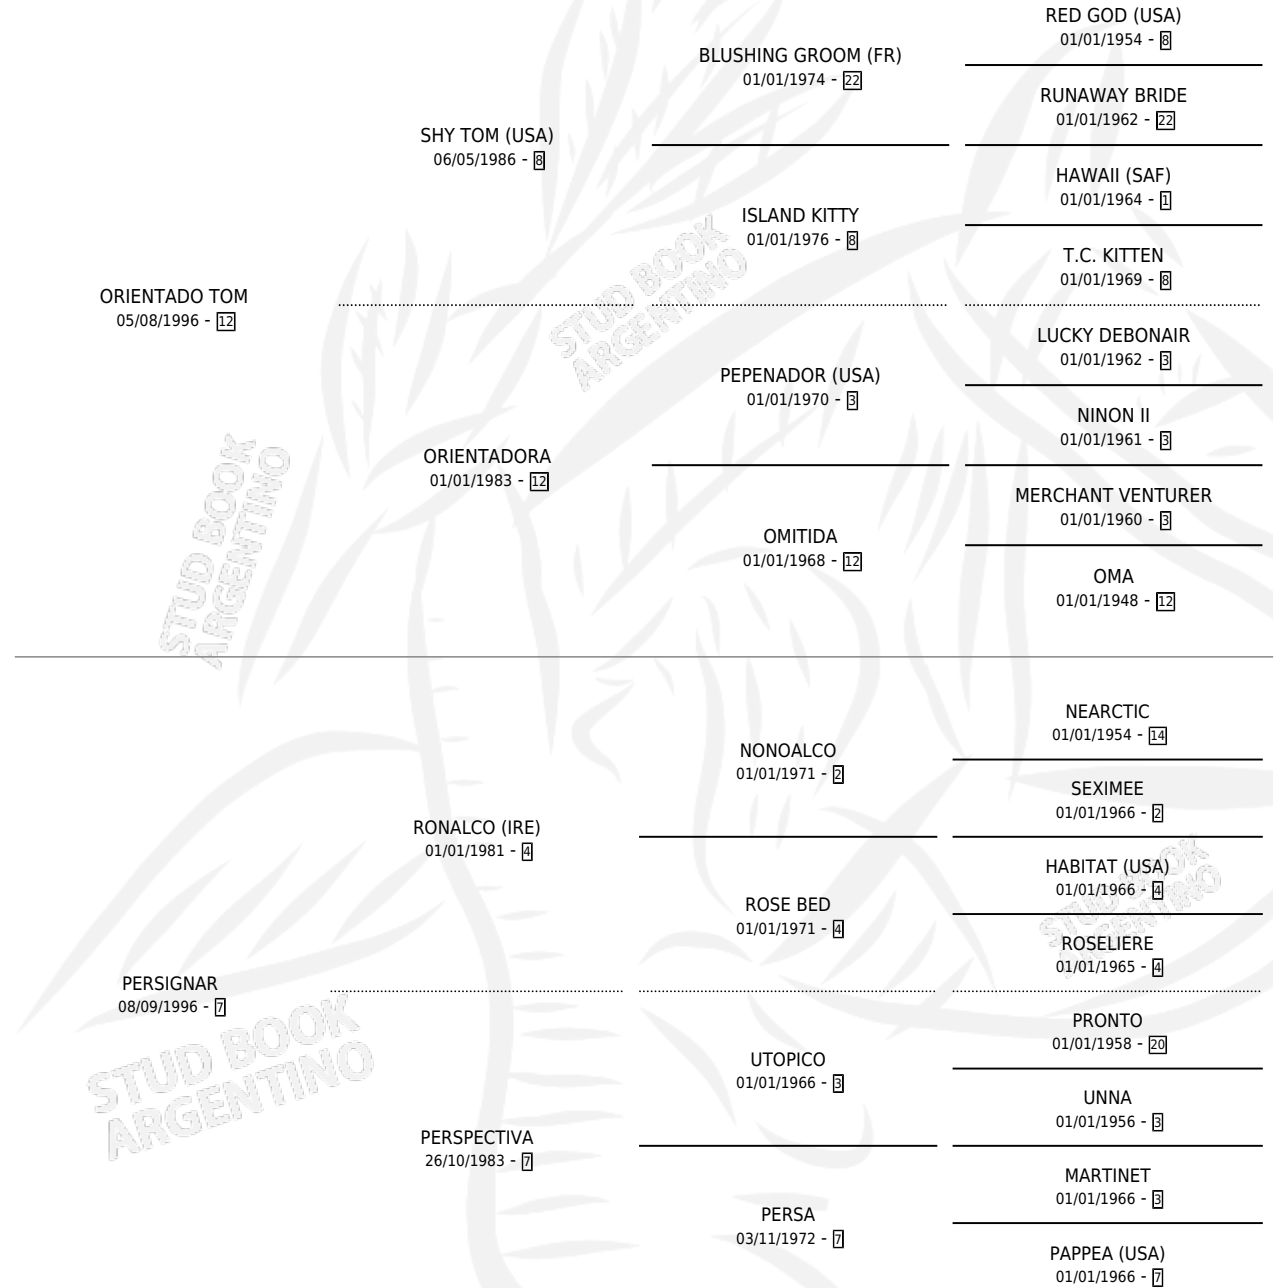 RED GOD (USA)
01/01/1954 - 8
BLUSHING GROOM (FR)
01/01/1974 - 22
RUNAWAY BRIDE
01/01/1962 - 22
SHY TOM (USA)
06/05/1986 - 8
HAWAII (SAF)
01/01/1964 - 1
ISLAND KITTY
01/01/1976 - 8
T.C. KITTEN
01/01/1969 - 8
ORIENTADO TOM
05/08/1996 - 12
LUCKY DEBONAIR
01/01/1962 - 3
PEPENADOR (USA)
01/01/1970 - 3
NINON II
01/01/1961 - 3
ORIENTADORA
01/01/1983 - 12
MERCHANT VENTURER
01/01/1960 - 3
OMITIDA
01/01/1968 - 12
OMA
01/01/1948 - 12
NEARCTIC
01/01/1954 - 14
NONOALCO
01/01/1971 - 2
SEXIMEE
01/01/1966 - 2
RONALCO (IRE)
01/01/1981 - 4
HABITAT (USA)
01/01/1966 - 4
ROSE BED
01/01/1971 - 4
ROSELIERE
01/01/1965 - 4
PERSIGNAR
08/09/1996 - 7
PRONTO
01/01/1958 - 20
UTOPICO
01/01/1966 - 3
UNNA
01/01/1956 - 3
PERSPECTIVA
26/10/1983 - 7
MARTINET
01/01/1966 - 3
PERSA
03/11/1972 - 7
PAPPEA (USA)
01/01/1966 - 7
STUD BOOK
ARGENTINO
STUD BOOK
ARGENTINO
STUD BOOK
ARGENTINO
STUD BOOK
ARGENTINO